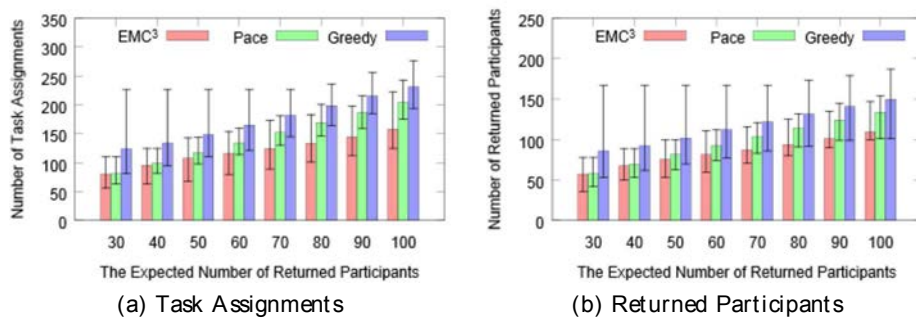 EMC³ Pace Greedy
Number of Task Assignments
350
300
250
200
150
100
50
0
30 40 50 60 70 80 90 100
The Expected Number of Returned Participants
(a) Task Assignments
EMC³ Pace Greedy
Number of Returned Participants
250
200
150
100
50
0
30 40 50 60 70 80 90 100
The Expected Number of Returned Participants
(b) Returned Participants